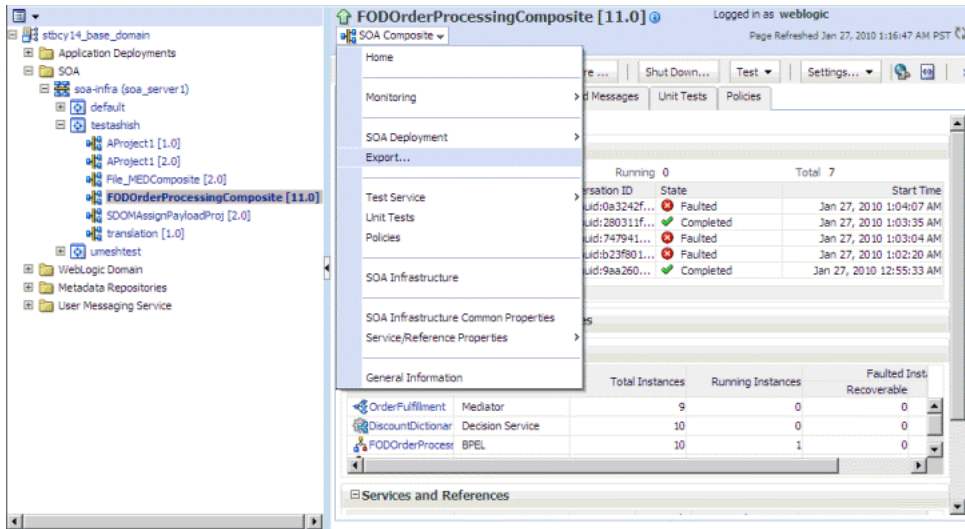 stbcy14_base_domain
Application Deployments
SOA
soa-infra (soa_server1)
default
testashish
AProject1 [1.0]
AProject1 [2.0]
File_MEDComposite [2.0]
FODOrderProcessingComposite [11.0]
SDOMAssignPayloadProj [2.0]
translation [1.0]
umeshtest
WebLogic Domain
Metadata Repositories
User Messaging Service
FODOrderProcessingComposite [11.0]
Logged in as weblogic
SOA Composite
Page Refreshed Jan 27, 2010 1:16:47 AM PST
Home
Monitoring
SOA Deployment
Export...
Test Service
Unit Tests
Policies
SOA Infrastructure
SOA Infrastructure Common Properties
Service/Reference Properties
General Information
re ... Shut Down... Test Settings...
d Messages Unit Tests Policies
Running 0 Total 7
ersation ID State Start Time
uid:0a3242f... Faulted Jan 27, 2010 1:04:07 AM
uid:280311f... Completed Jan 27, 2010 1:03:35 AM
uid:747941... Faulted Jan 27, 2010 1:03:04 AM
uid:b23f801... Faulted Jan 27, 2010 1:02:20 AM
uid:9aa260... Completed Jan 27, 2010 12:55:33 AM
es
Total Instances Running Instances Faulted Inst
Recoverable
OrderFulfillment Mediator 9 0 0
DiscountDictionar Decision Service 10 0 0
FODOrderProcess BPEL 10 1 0
Services and References